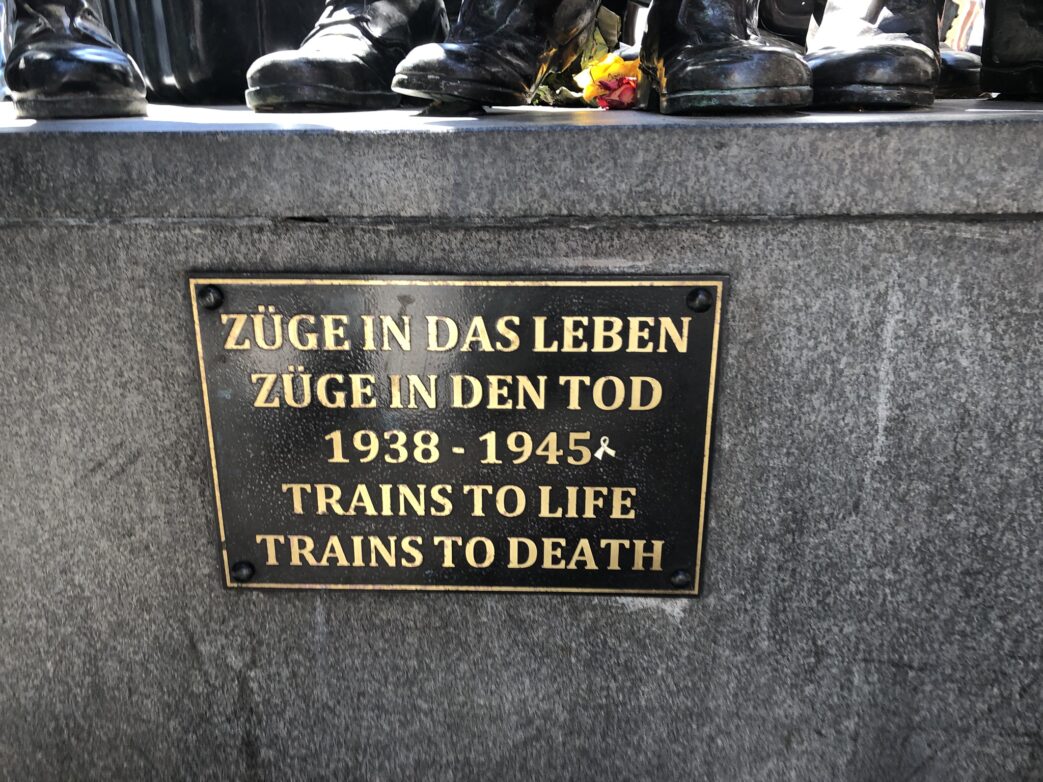 ZÜGE IN DAS LEBEN
ZÜGE IN DEN TOD
1938 - 1945
TRAINS TO LIFE
TRAINS TO DEATH